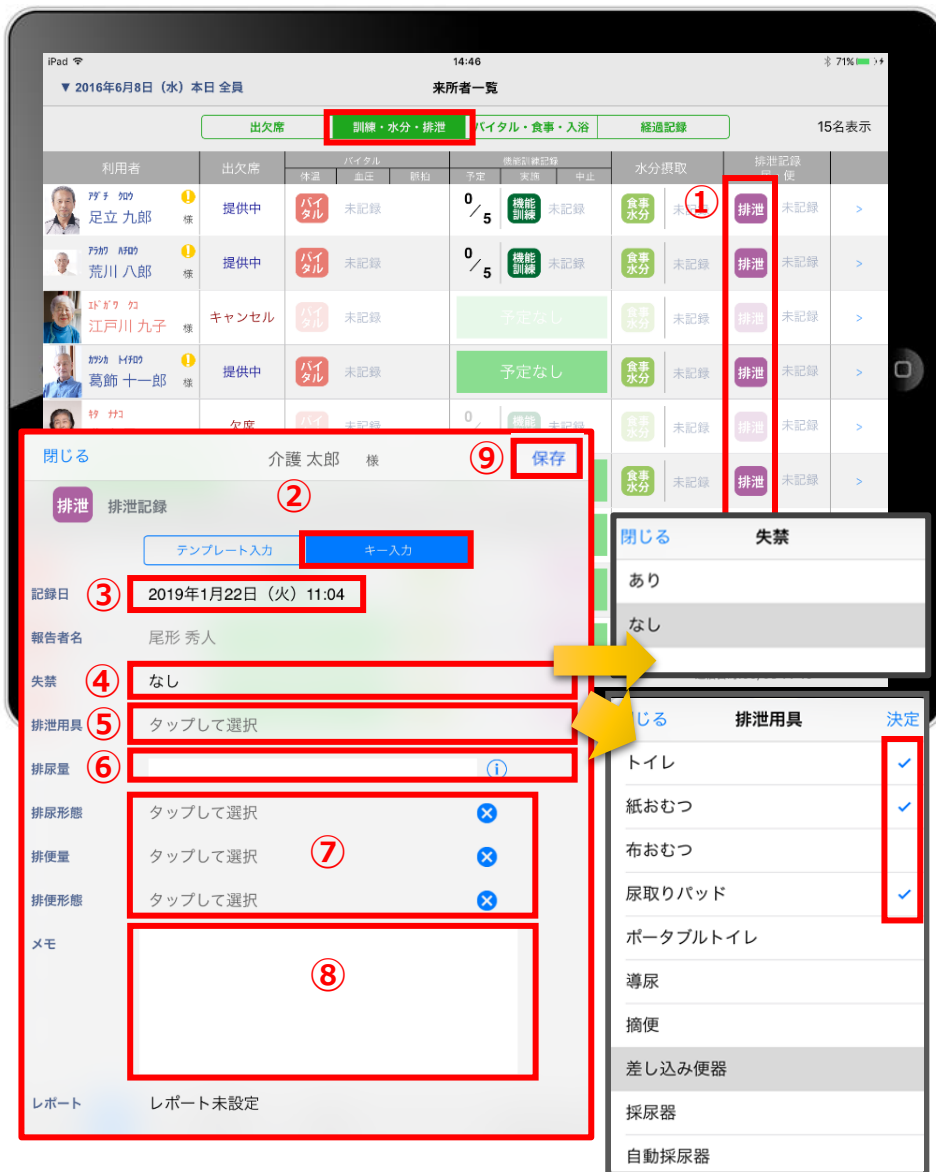 iPad 14:46 71%
▼ 2016年6月8日（水）本日 全員 来所者一覧
出欠席 訓練・水分・排泄 バイタル・食事・入浴 経過記録 15名表示
利用者 出欠席 バイタル 機能訓練記録 水分摂取 排泄記録
体温 血圧 脈拍 予定 実施 中止 尿 便
①
アダチ クロウ
足立 九郎 様 提供中 バイタル 未記録 0/5 機能訓練 未記録 食事水分 排泄 未記録 >
アラカワ ハチロウ
荒川 八郎 様 提供中 バイタル 未記録 0/5 機能訓練 未記録 食事水分 未記録 排泄 未記録 >
エドガワ クコ
江戸川 九子 様 キャンセル バイタル 未記録 予定なし 食事水分 未記録 排泄 未記録 >
カツシカ トイチロウ
葛飾 十一郎 様 提供中 バイタル 未記録 予定なし 食事水分 未記録 排泄 未記録 >
キタ ナナコ
欠席 バイタル 未記録 0 機能 未記録 食事水分 未記録 排泄 未記録 >
食事水分 未記録 排泄 未記録 >
閉じる 介護 太郎 様 ⑨ 保存
②
排泄 排泄記録
テンプレート入力 キー入力
記録日 ③ 2019年1月22日（火）11:04
報告者名 尾形 秀人
失禁 ④ なし
排泄用具 ⑤ タップして選択
排尿量 ⑥
排尿形態 タップして選択
排便量 タップして選択 ⑦
排便形態 タップして選択
メモ
⑧
レポート レポート未設定
閉じる 失禁
あり
なし
じる 排泄用具 決定
トイレ
紙おむつ
布おむつ
尿取りパッド
ポータブルトイレ
導尿
摘便
差し込み便器
採尿器
自動採尿器